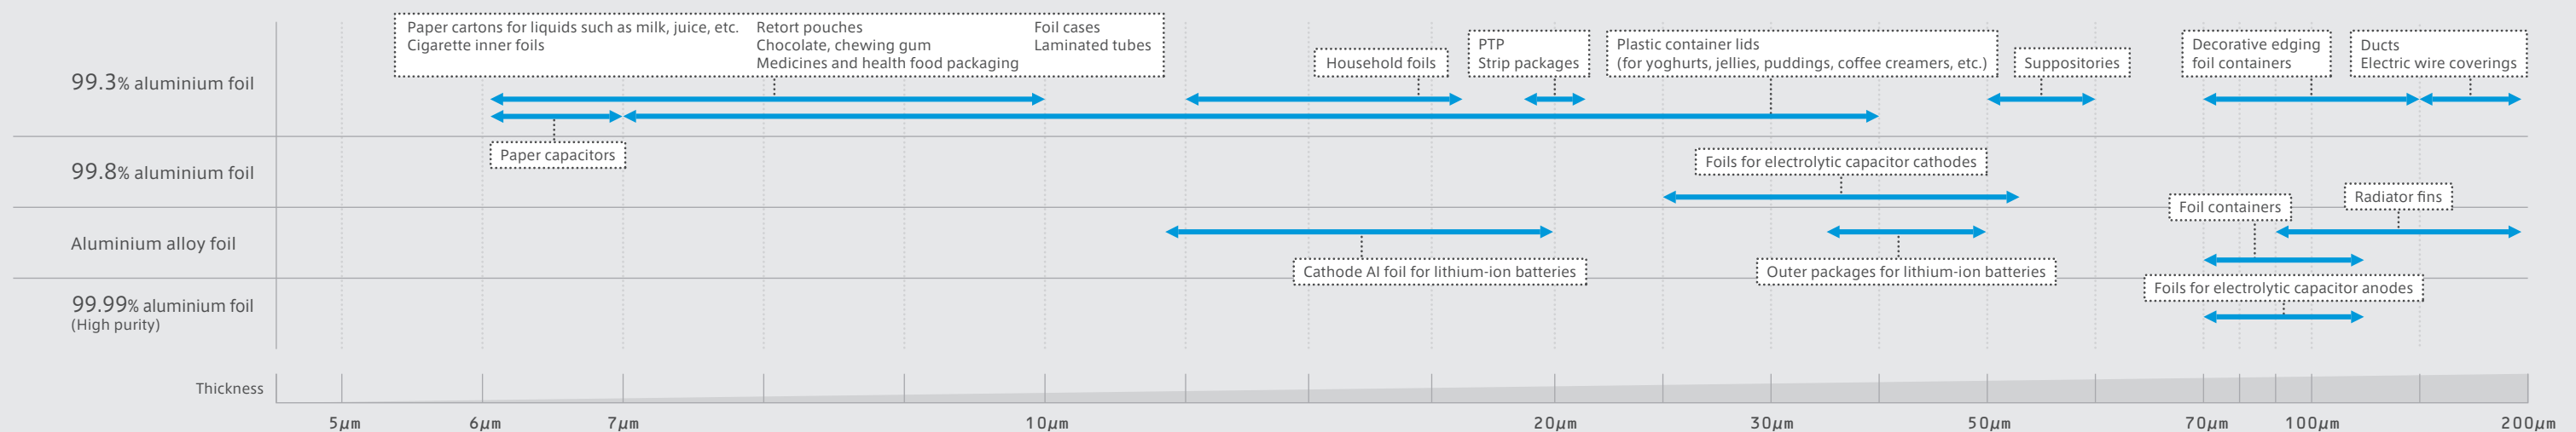 Paper cartons for liquids such as milk, juice, etc.
Cigarette inner foils
Retort pouches
Chocolate, chewing gum
Medicines and health food packaging
Foil cases
Laminated tubes
Household foils
PTP
Strip packages
Plastic container lids
(for yoghurts, jellies, puddings, coffee creamers, etc.)
Suppositories
Decorative edging
foil containers
Ducts
Electric wire coverings
99.3% aluminium foil
Paper capacitors
99.8% aluminium foil
Foils for electrolytic capacitor cathodes
Foil containers
Radiator fins
Aluminium alloy foil
Cathode Al foil for lithium-ion batteries
Outer packages for lithium-ion batteries
99.99% aluminium foil
(High purity)
Foils for electrolytic capacitor anodes
Thickness
5μm 6μm 7μm 10μm 20μm 30μm 50μm 70μm 100μm 200μm